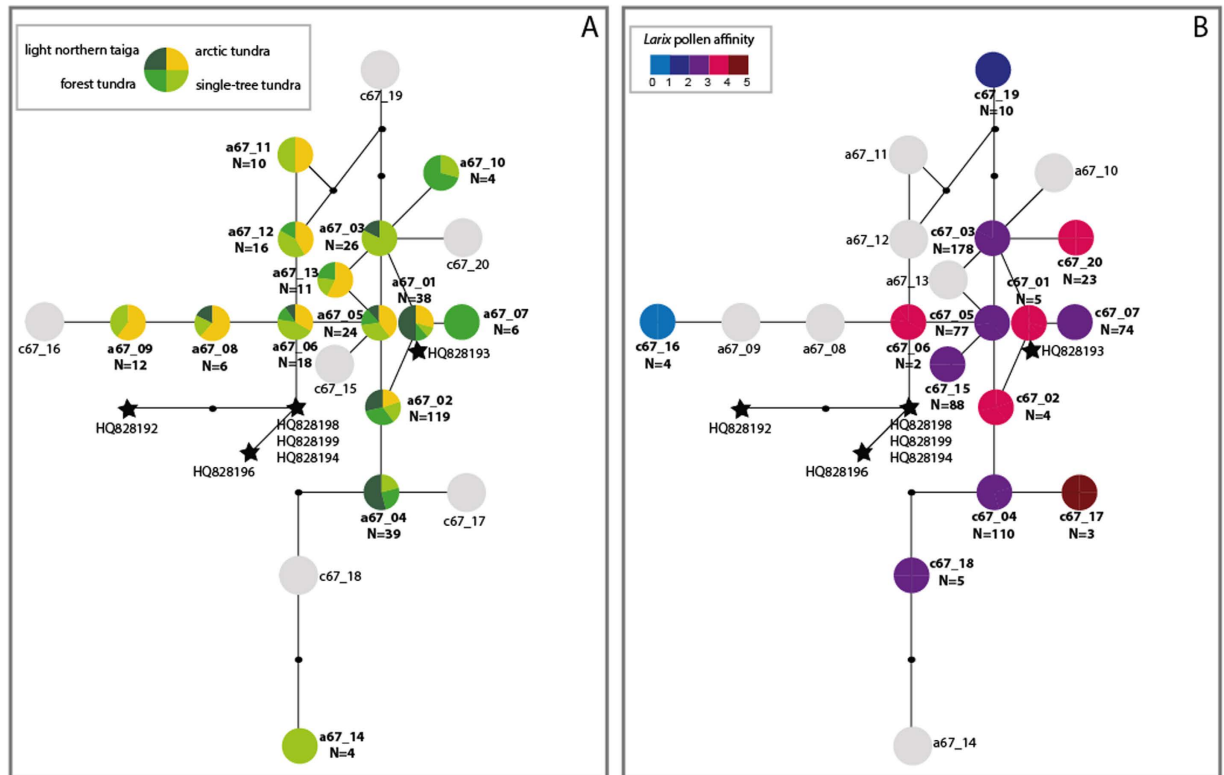 A
light northern taiga
arctic tundra
forest tundra
single-tree tundra
c67_19
a67_11
N=10
a67_10
N=4
a67_12
N=16
a67_03
N=26
c67_20
a67_13
N=11
a67_01
N=38
c67_16
a67_09
N=12
a67_08
N=6
a67_06
N=18
a67_05
N=24
a67_07
N=6
HQ828193
c67_15
a67_02
N=119
HQ828192
HQ828198
HQ828199
HQ828194
HQ828196
a67_04
N=39
c67_17
c67_18
a67_14
N=4
B
Larix pollen affinity
0 1 2 3 4 5
c67_19
N=10
a67_11
a67_10
a67_12
c67_03
N=178
c67_20
N=23
a67_13
c67_01
N=5
c67_16
N=4
a67_09
a67_08
c67_06
N=2
c67_05
N=77
c67_07
N=74
HQ828193
c67_15
N=88
c67_02
N=4
HQ828192
HQ828198
HQ828199
HQ828194
HQ828196
c67_04
N=110
c67_17
N=3
c67_18
N=5
a67_14